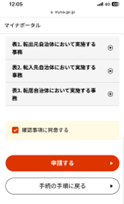 12:05
4G
myna.go.jp
マイナポータル
表1. 転出元自治体において実施する
事務
表2. 転入先自治体において実施する
事務
表3. 転居自治体において実施する事
務
確認事項に同意する
申請する
手続の手順に戻る